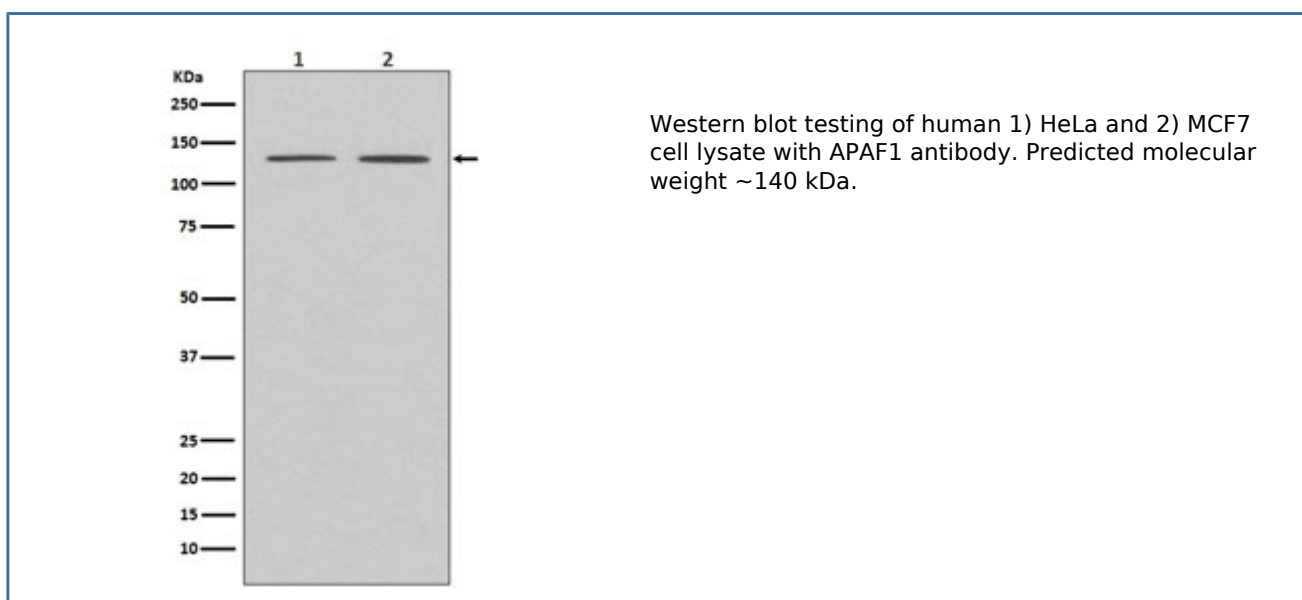 1 2
KDa
250
150
100
75
50
37
25
20
15
10
Western blot testing of human 1) HeLa and 2) MCF7
cell lysate with APAF1 antibody. Predicted molecular
weight ~140 kDa.